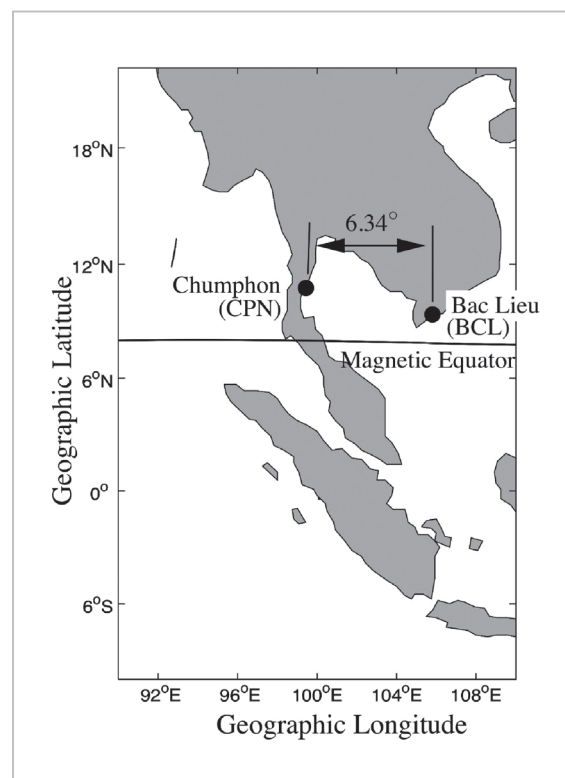 18°N
12°N
6°N
0°
6°S
Geographic Latitude
6.34°
Chumphon
(CPN)
Bac Lieu
(BCL)
Magnetic Equator
92°E
96°E
100°E
104°E
108°E
Geographic Longitude